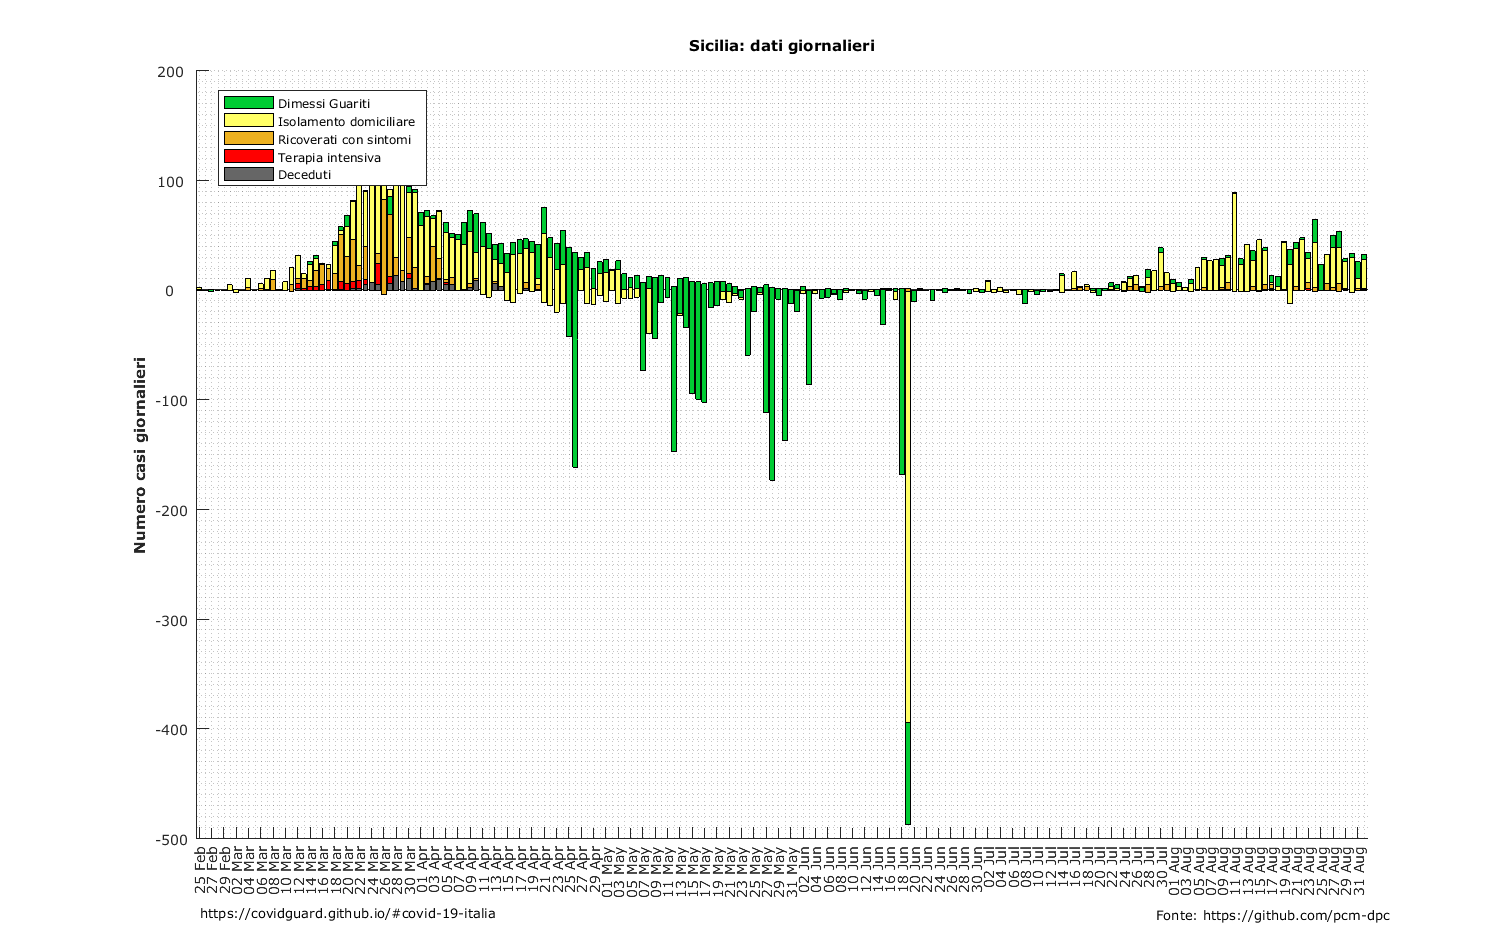 Sicilia: dati giornalieri
Dimessi Guariti
Isolamento domiciliare
Ricoverati con sintomi
Terapia intensiva
Deceduti
Numero casi giornalieri
200
100
0
-100
-200
-300
-400
-500
25 Feb
27 Feb
29 Feb
02 Mar
04 Mar
06 Mar
08 Mar
10 Mar
12 Mar
14 Mar
16 Mar
18 Mar
20 Mar
22 Mar
24 Mar
26 Mar
28 Mar
30 Mar
01 Apr
03 Apr
05 Apr
07 Apr
09 Apr
11 Apr
13 Apr
15 Apr
17 Apr
19 Apr
21 Apr
23 Apr
25 Apr
27 Apr
29 Apr
01 May
03 May
05 May
07 May
09 May
11 May
13 May
15 May
17 May
19 May
21 May
23 May
25 May
27 May
29 May
31 May
02 Jun
04 Jun
06 Jun
08 Jun
10 Jun
12 Jun
14 Jun
16 Jun
18 Jun
20 Jun
22 Jun
24 Jun
26 Jun
28 Jun
30 Jun
02 Jul
04 Jul
06 Jul
08 Jul
10 Jul
12 Jul
14 Jul
16 Jul
18 Jul
20 Jul
22 Jul
24 Jul
26 Jul
28 Jul
30 Jul
01 Aug
03 Aug
05 Aug
07 Aug
09 Aug
11 Aug
13 Aug
15 Aug
17 Aug
19 Aug
21 Aug
23 Aug
25 Aug
27 Aug
29 Aug
31 Aug
https://covidguard.github.io/#covid-19-italia
Fonte: https://github.com/pcm-dpc